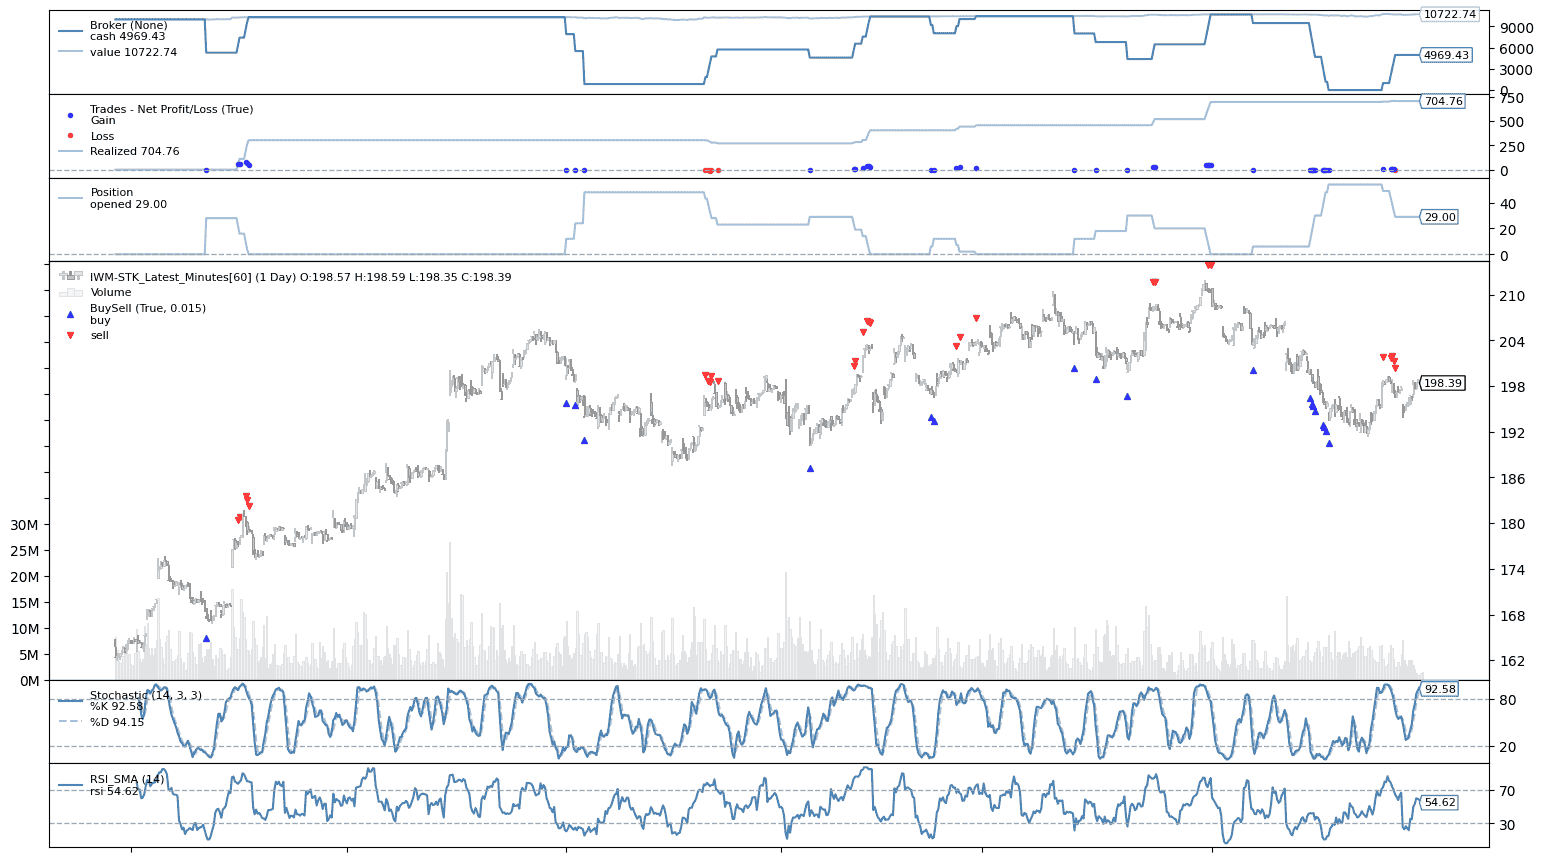 Broker (None)
cash 4969.43
value 10722.74
10722.74
9000
6000
4969.43
3000
0
Trades - Net Profit/Loss (True)
Gain
Loss
Realized 704.76
750
704.76
500
250
0
Position
opened 29.00
40
29.00
20
0
IWM-STK_Latest_Minutes[60] (1 Day) O:198.57 H:198.59 L:198.35 C:198.39
Volume
BuySell (True, 0.015)
buy
sell
210
204
198
198.39
192
186
180
174
168
162
30M
25M
20M
15M
10M
5M
0M
Stochastic (14, 3, 3)
%K 92.58
%D 94.15
92.58
80
20
RSI_SMA (14)
rsi 54.62
70
54.62
30